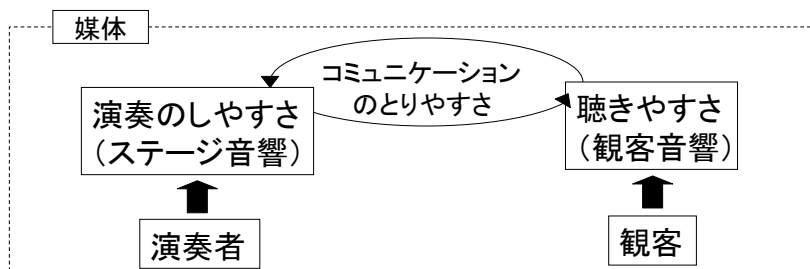 媒体
コミュニケーション
のとりやすさ
演奏のしやすさ
(ステージ音響)
聴きやすさ
(観客音響)
演奏者
観客